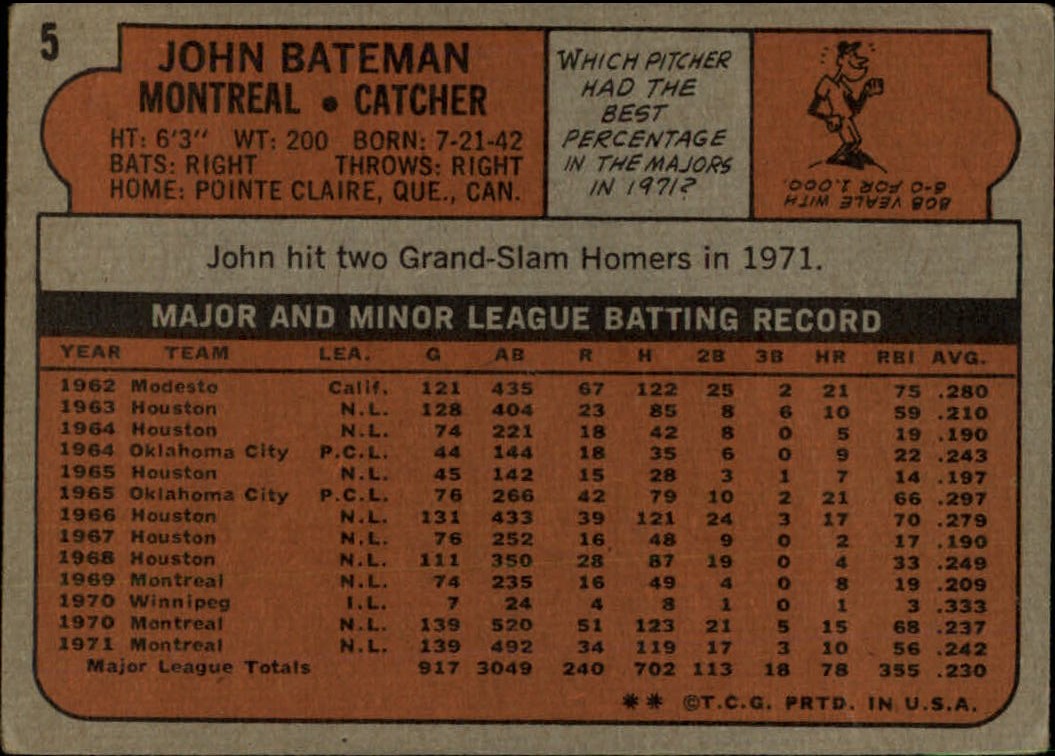 5
JOHN BATEMAN
MONTREAL • CATCHER
HT: 6'3" WT: 200 BORN: 7-21-42
BATS: RIGHT THROWS: RIGHT
HOME: POINTE CLAIRE, QUE., CAN.
WHICH PITCHER
HAD THE
BEST
PERCENTAGE
IN THE MAJORS
IN 1971?
BOB VEALE WITH
6-0 FOR 1.000.
John hit two Grand-Slam Homers in 1971.
MAJOR AND MINOR LEAGUE BATTING RECORD
YEAR TEAM LEA. G AB R H 2B 3B HR RBI AVG.
1962 Modesto Calif. 121 435 67 122 25 2 21 75 .280
1963 Houston N.L. 128 404 23 85 8 6 10 59 .210
1964 Houston N.L. 74 221 18 42 8 0 5 19 .190
1964 Oklahoma City P.C.L. 44 144 18 35 6 0 9 22 .243
1965 Houston N.L. 45 142 15 28 3 1 7 14 .197
1965 Oklahoma City P.C.L. 76 266 42 79 10 2 21 66 .297
1966 Houston N.L. 131 433 39 121 24 3 17 70 .279
1967 Houston N.L. 76 252 16 48 9 0 2 17 .190
1968 Houston N.L. 111 350 28 87 19 0 4 33 .249
1969 Montreal N.L. 74 235 16 49 4 0 8 19 .209
1970 Winnipeg I.L. 7 24 4 8 1 0 1 3 .333
1970 Montreal N.L. 139 520 51 123 21 5 15 68 .237
1971 Montreal N.L. 139 492 34 119 17 3 10 56 .242
Major League Totals 917 3049 240 702 113 18 78 355 .230
** ©T.C.G. PRTD. IN U.S.A.